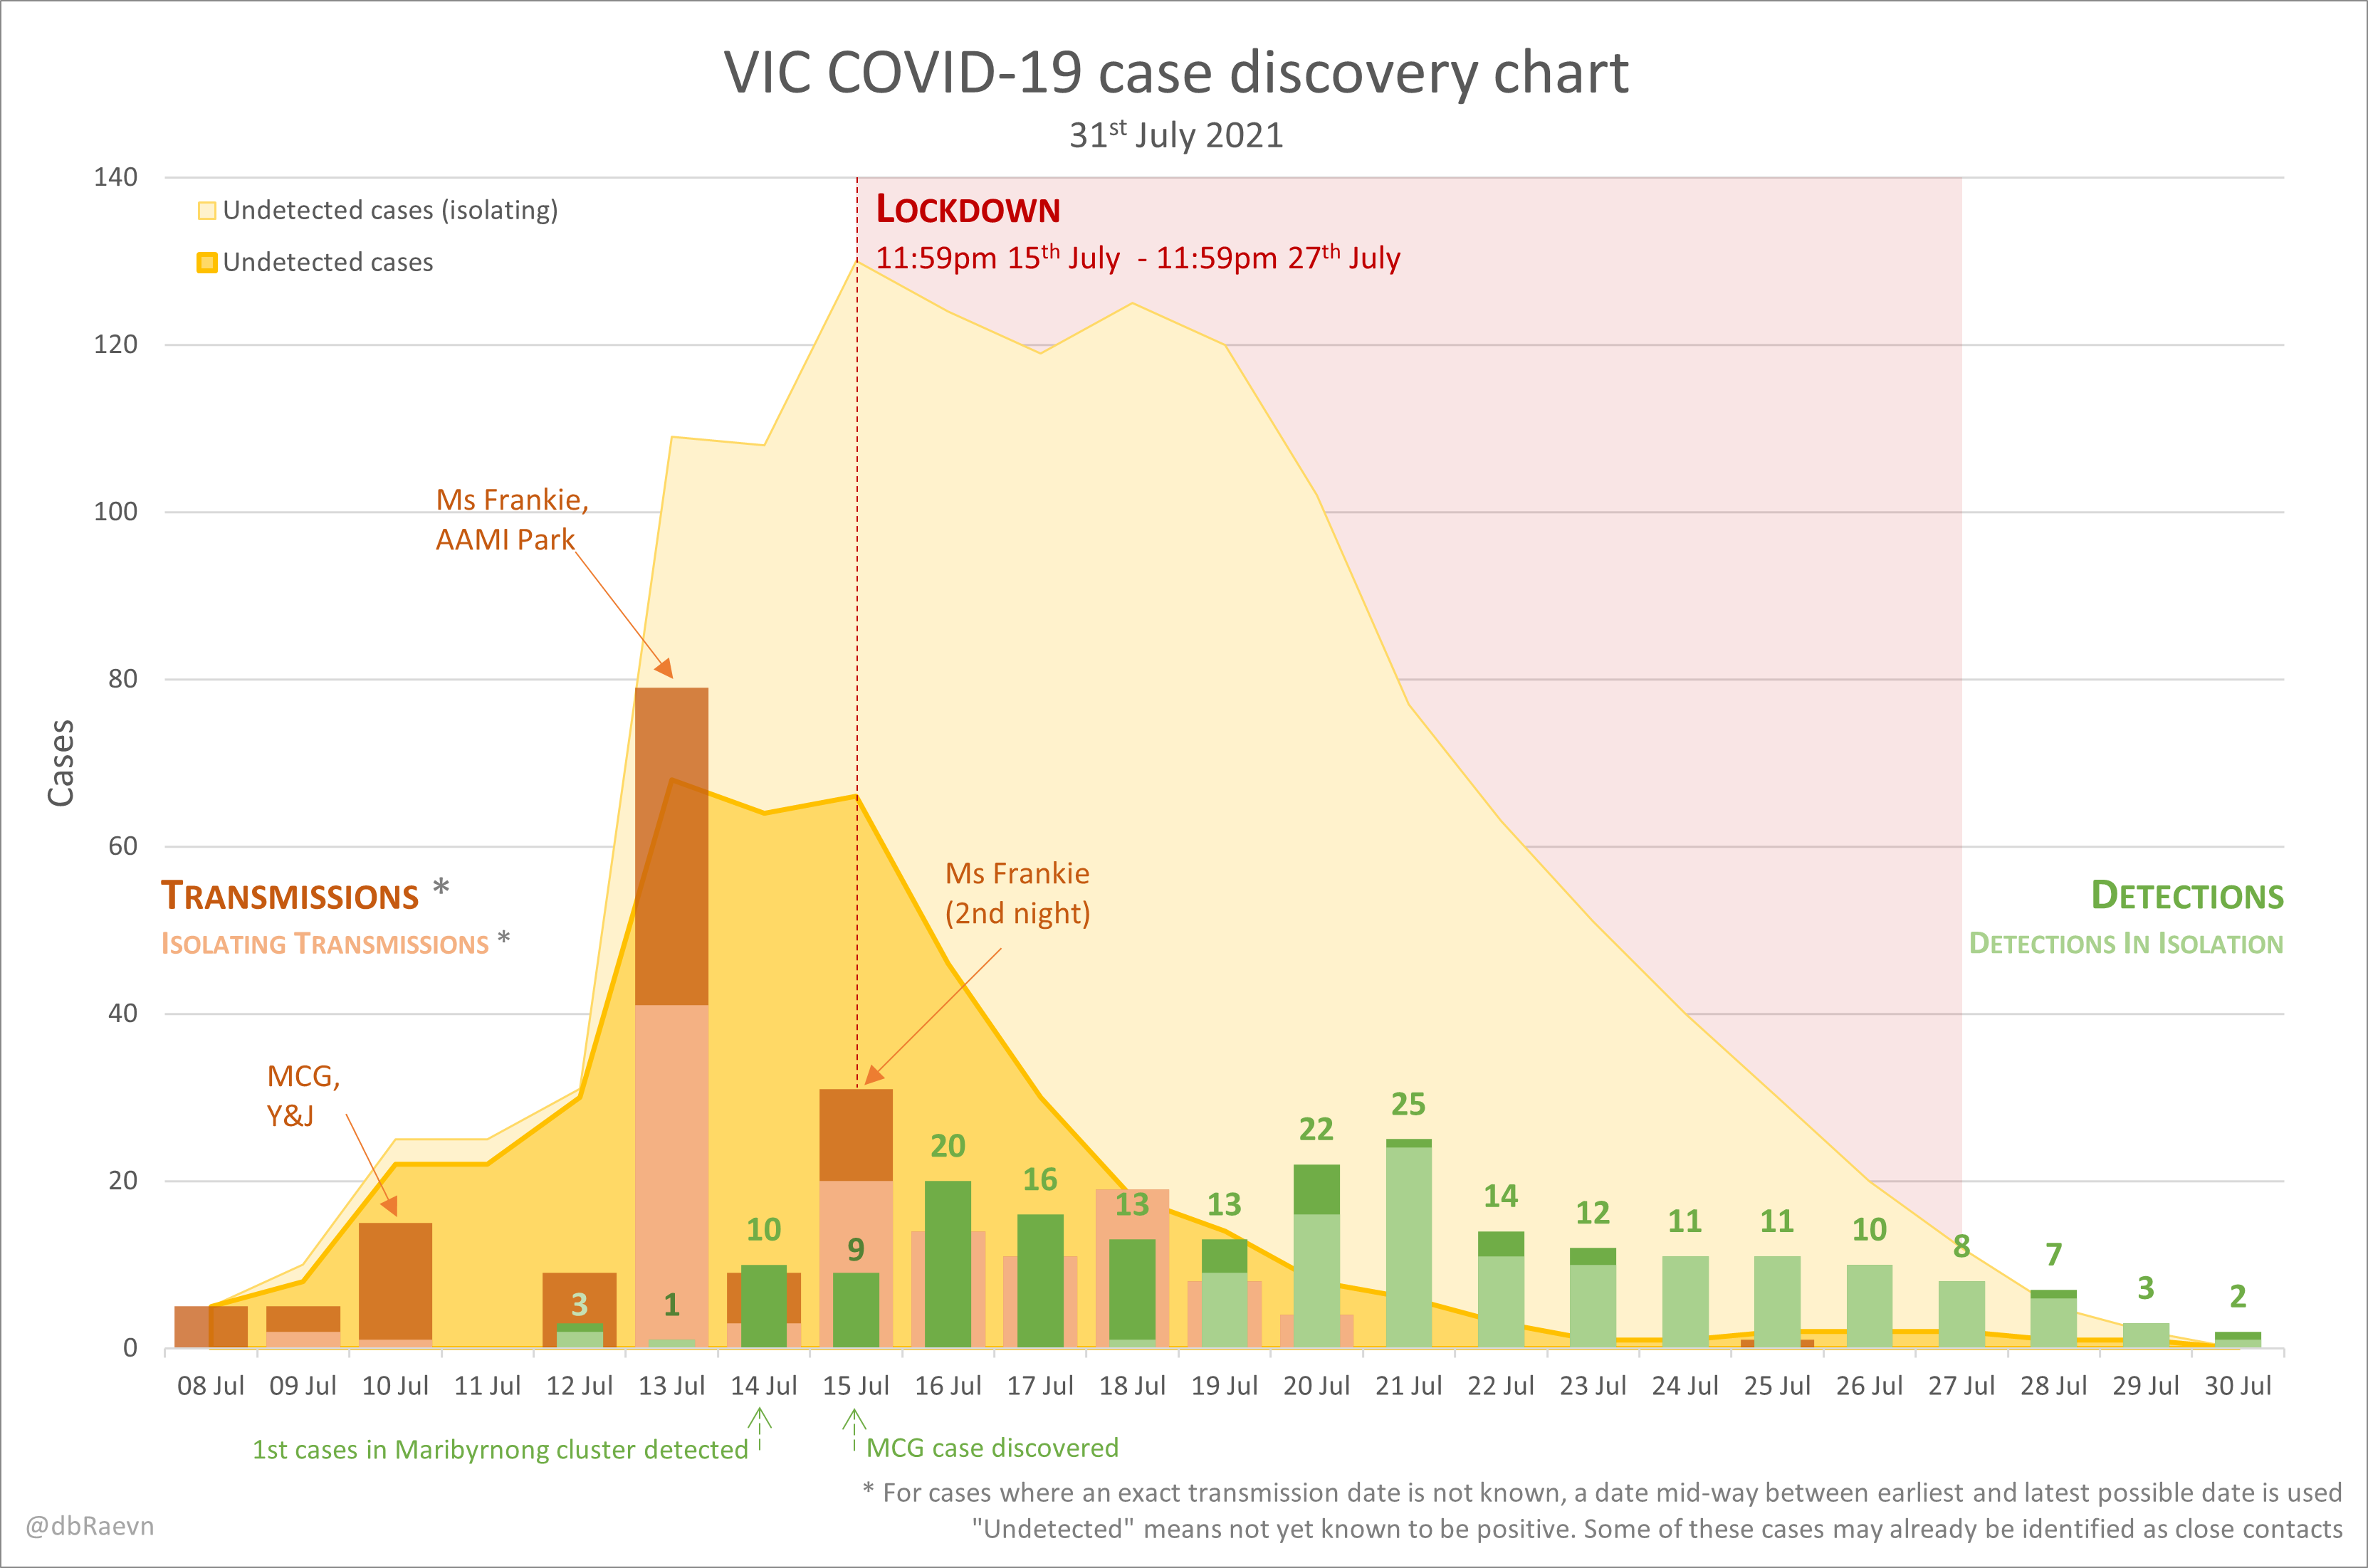 VIC COVID-19 case discovery chart
31st July 2021
140
120
100
80
60
40
20
0
Cases
Undetected cases (isolating)
Undetected cases
LOCKDOWN
11:59pm 15th July - 11:59pm 27th July
Ms Frankie,
AAMI Park
Ms Frankie
(2nd night)
MCG,
Y&J
TRANSMISSIONS *
ISOLATING TRANSMISSIONS *
DETECTIONS
DETECTIONS IN ISOLATION
3 1 10 9 20 16 13 13 22 25 14 12 11 11 10 8 7 3 2
08 Jul 09 Jul 10 Jul 11 Jul 12 Jul 13 Jul 14 Jul 15 Jul 16 Jul 17 Jul 18 Jul 19 Jul 20 Jul 21 Jul 22 Jul 23 Jul 24 Jul 25 Jul 26 Jul 27 Jul 28 Jul 29 Jul 30 Jul
1st cases in Maribyrnong cluster detected
MCG case discovered
* For cases where an exact transmission date is not known, a date mid-way between earliest and latest possible date is used
"Undetected" means not yet known to be positive. Some of these cases may already be identified as close contacts
@dbRaevn